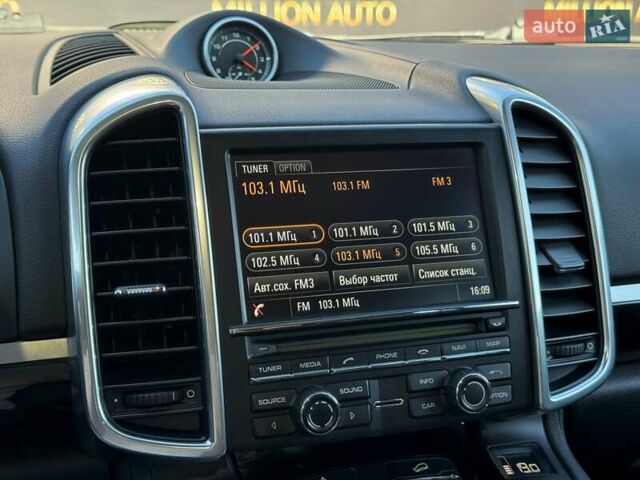 MILLION AUTO
MILLION
auto RIA
TUNER OPTION
103.1 МГц 103.1 FM FM 3
101.1 МГц 1 101.1 МГц 2 101.5 МГц 3
102.5 МГц 4 103.1 МГц 5 105.5 МГц 6
Авт.сох. FM3 Выбор частот Список станц.
FM 103.1 МГц 16:09
TUNER MEDIA PHONE NAVI MAP
SOURCE SOUND INFO
CAR OPTION
19.0